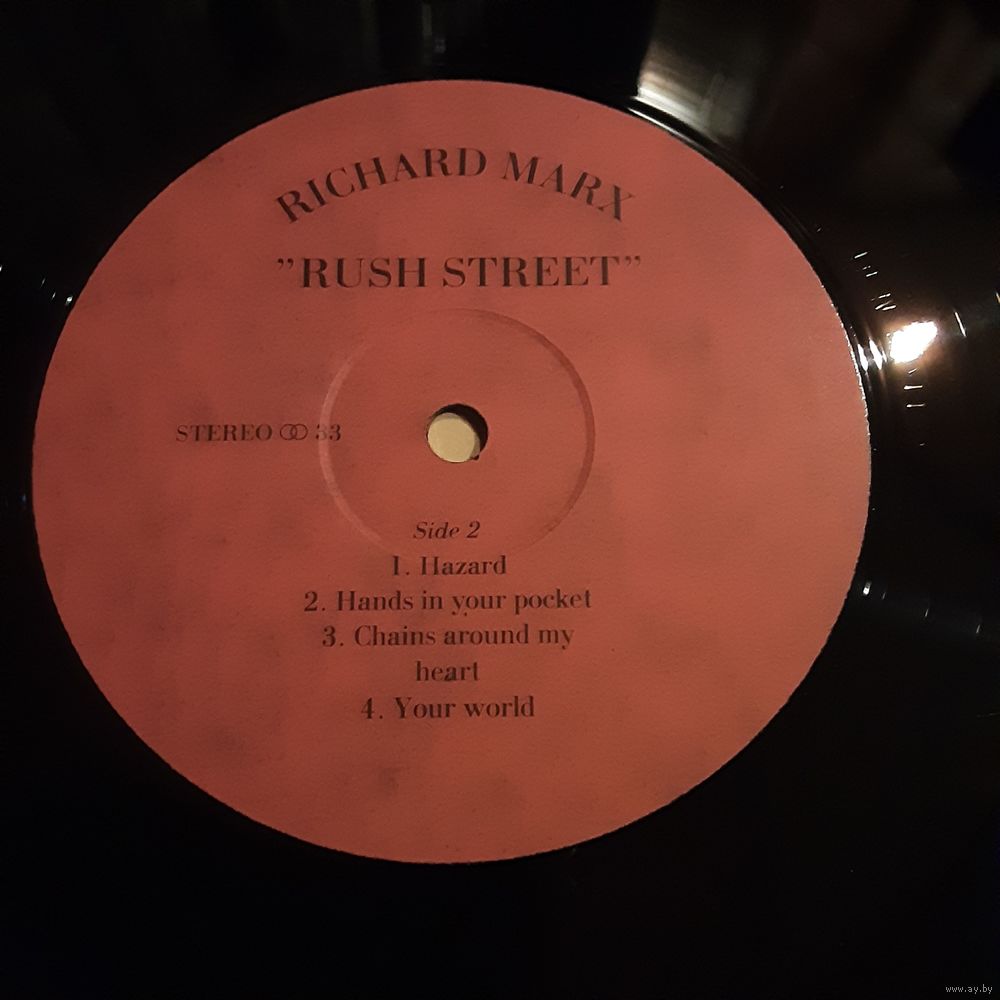 RICHARD MARX
”RUSH STREET”
STEREO ⵔ 33
Side 2
1. Hazard
2. Hands in your pocket
3. Chains around my
heart
4. Your world
www.ay.by